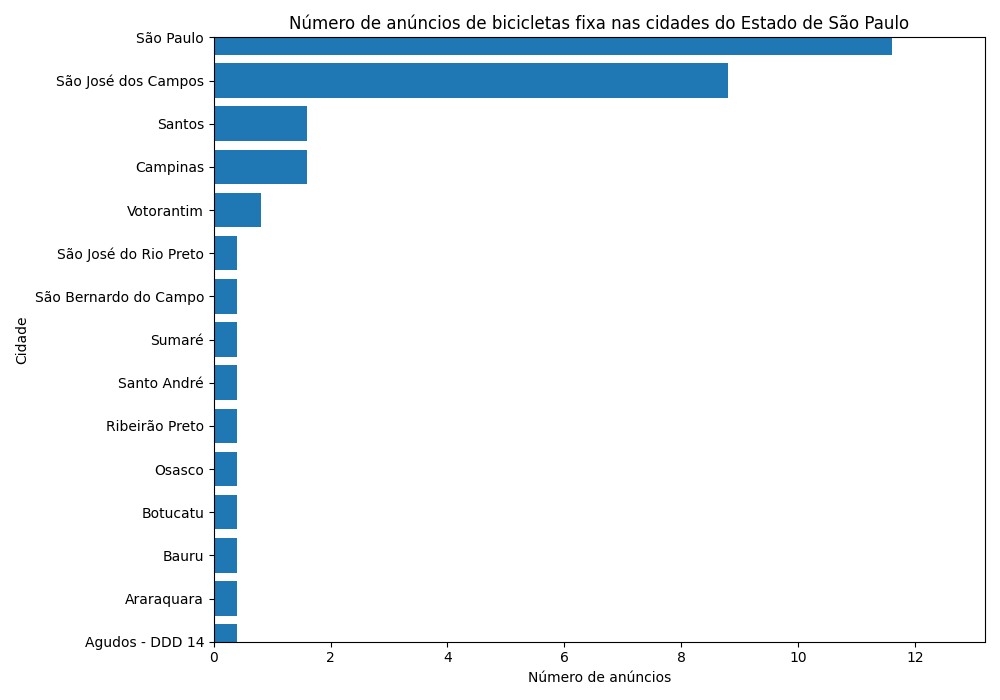 Número de anúncios de bicicletas fixa nas cidades do Estado de São Paulo
São Paulo
São José dos Campos
Santos
Campinas
Votorantim
São José do Rio Preto
São Bernardo do Campo
Sumaré
Santo André
Ribeirão Preto
Osasco
Botucatu
Bauru
Araraquara
Agudos - DDD 14
Cidade
0 2 4 6 8 10 12
Número de anúncios